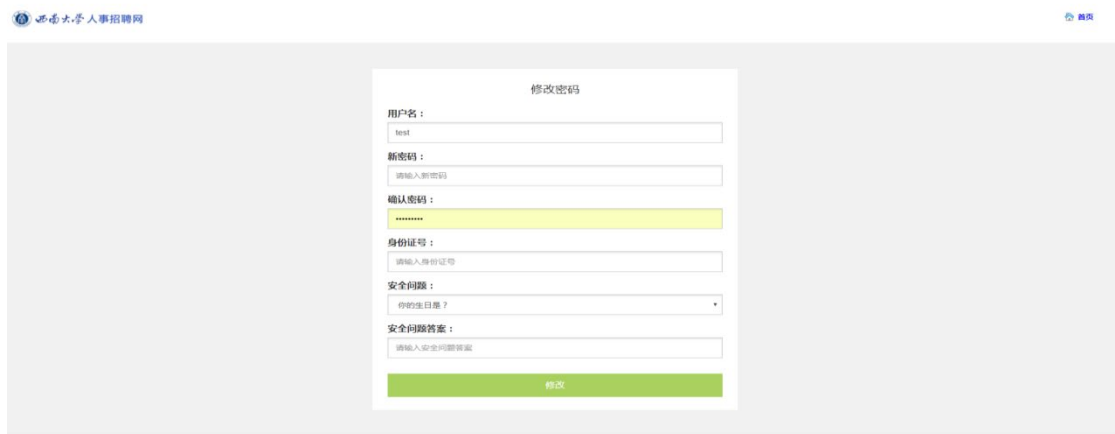 西南大学人事招聘网
首页
修改密码
用户名：
test
新密码：
请输入新密码
确认密码：
•••••••••
身份证号：
请输入身份证号
安全问题：
你的生日是？
安全问题答案：
请输入安全问题答案
修改